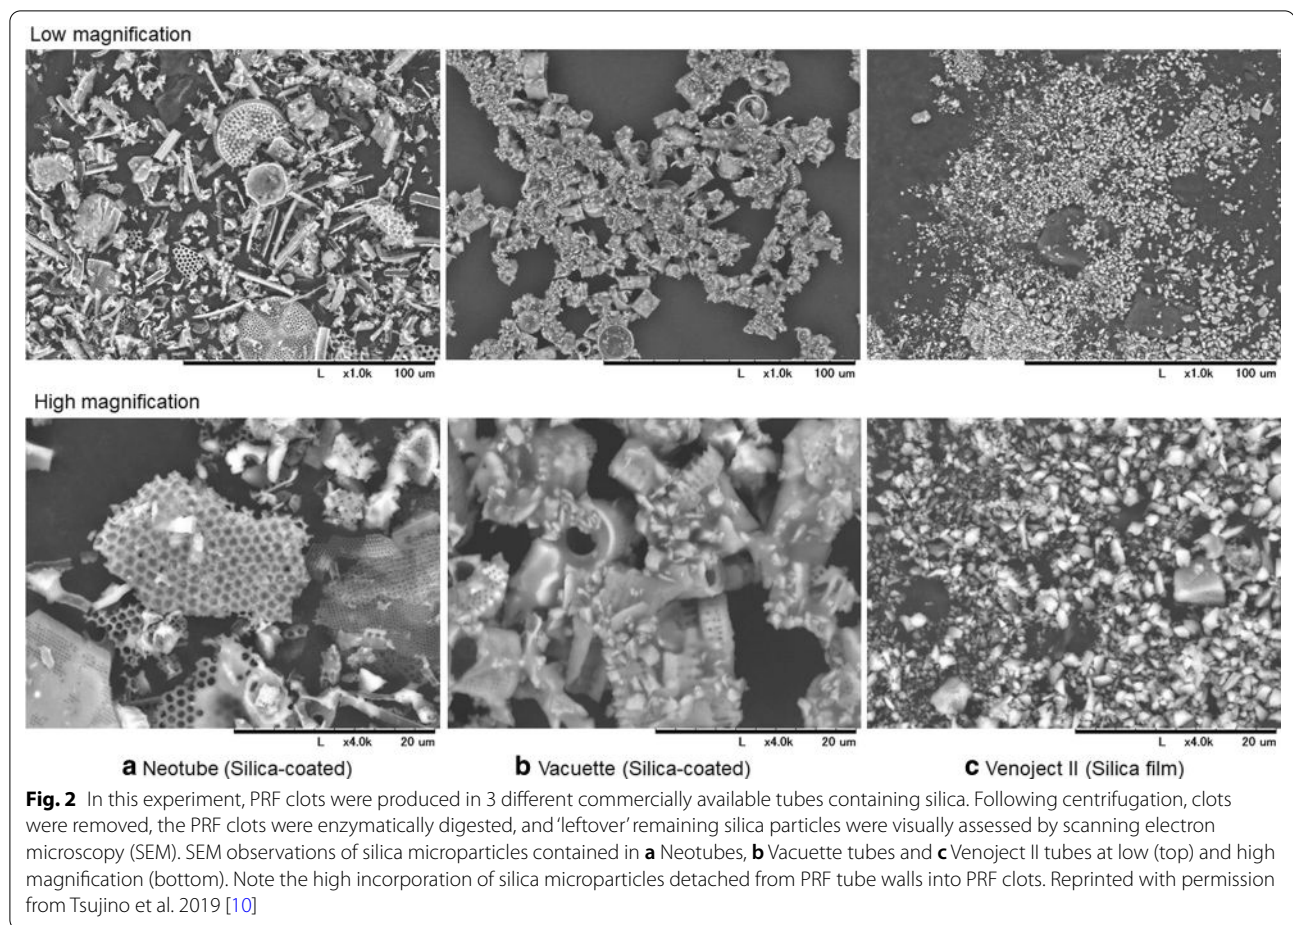 Low magnification
L x1.0k 100 um
L x1.0k 100 um
L x1.0k 100 um
High magnification
L x4.0k 20 um
L x4.0k 20 um
L x4.0k 20 um
a Neotube (Silica-coated)
b Vacuette (Silica-coated)
c Venoject II (Silica film)
Fig. 2 In this experiment, PRF clots were produced in 3 different commercially available tubes containing silica. Following centrifugation, clots
were removed, the PRF clots were enzymatically digested, and ‘leftover’ remaining silica particles were visually assessed by scanning electron
microscopy (SEM). SEM observations of silica microparticles contained in a Neotubes, b Vacuette tubes and c Venoject II tubes at low (top) and high
magnification (bottom). Note the high incorporation of silica microparticles detached from PRF tube walls into PRF clots. Reprinted with permission
from Tsujino et al. 2019 [10]